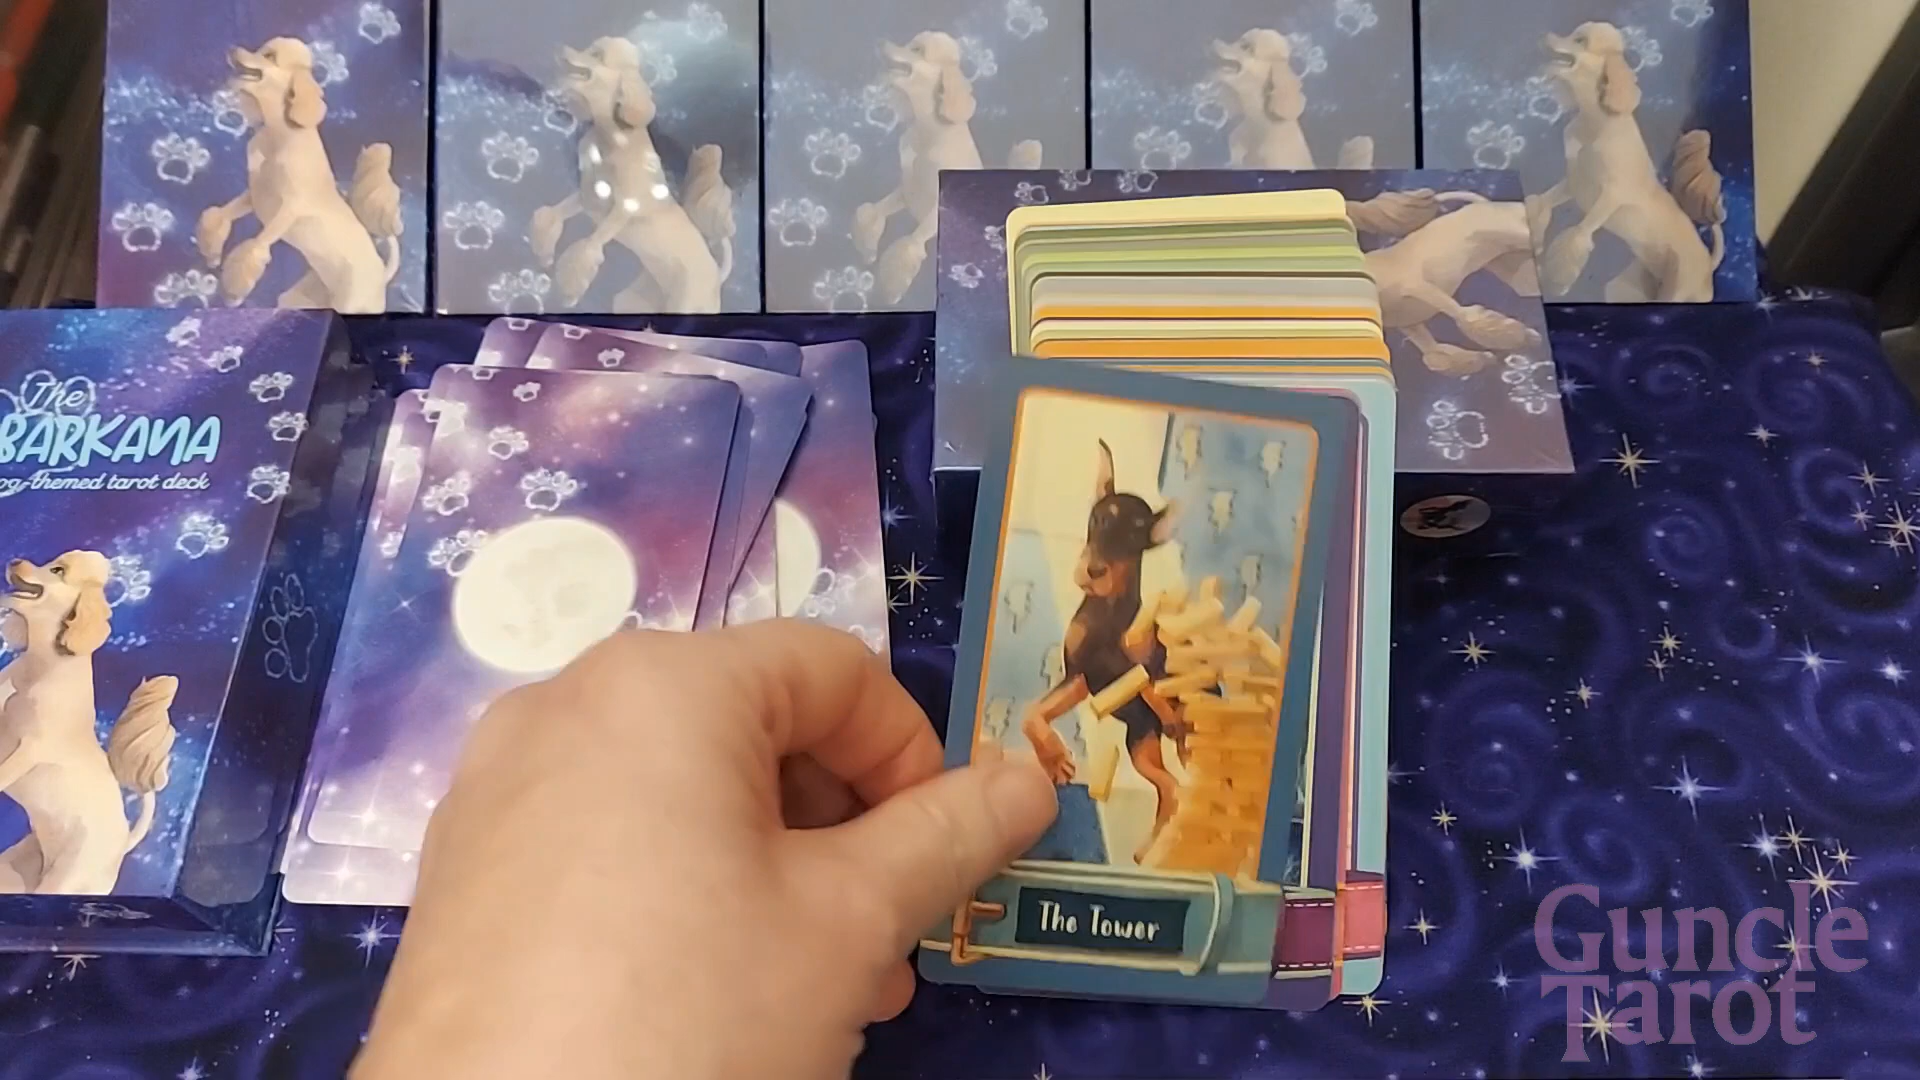 The
BARKANA
og-themed tarot deck
The Tower
Guncle
Tarot